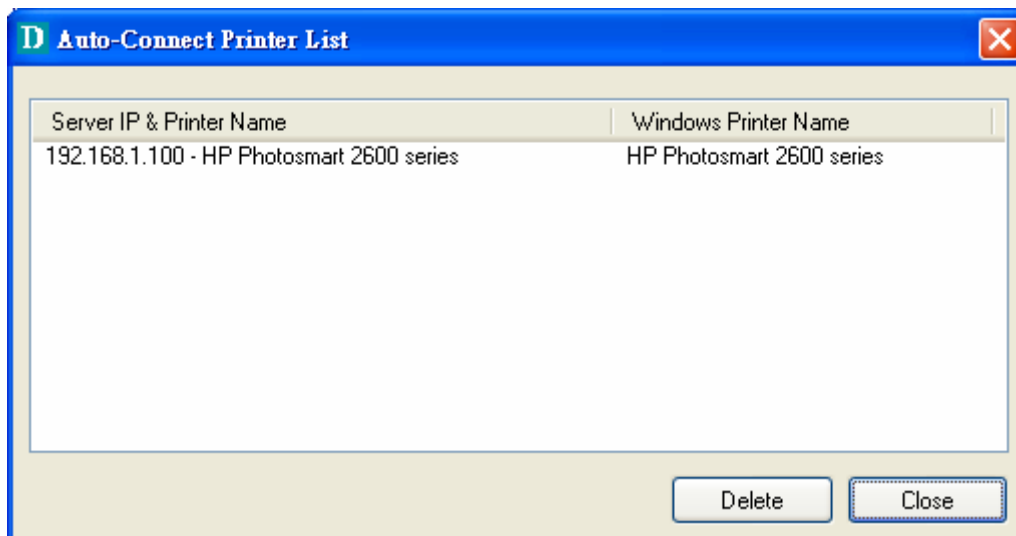 D Auto-Connect Printer List
Server IP & Printer Name Windows Printer Name
192.168.1.100 - HP Photosmart 2600 series HP Photosmart 2600 series
Delete Close